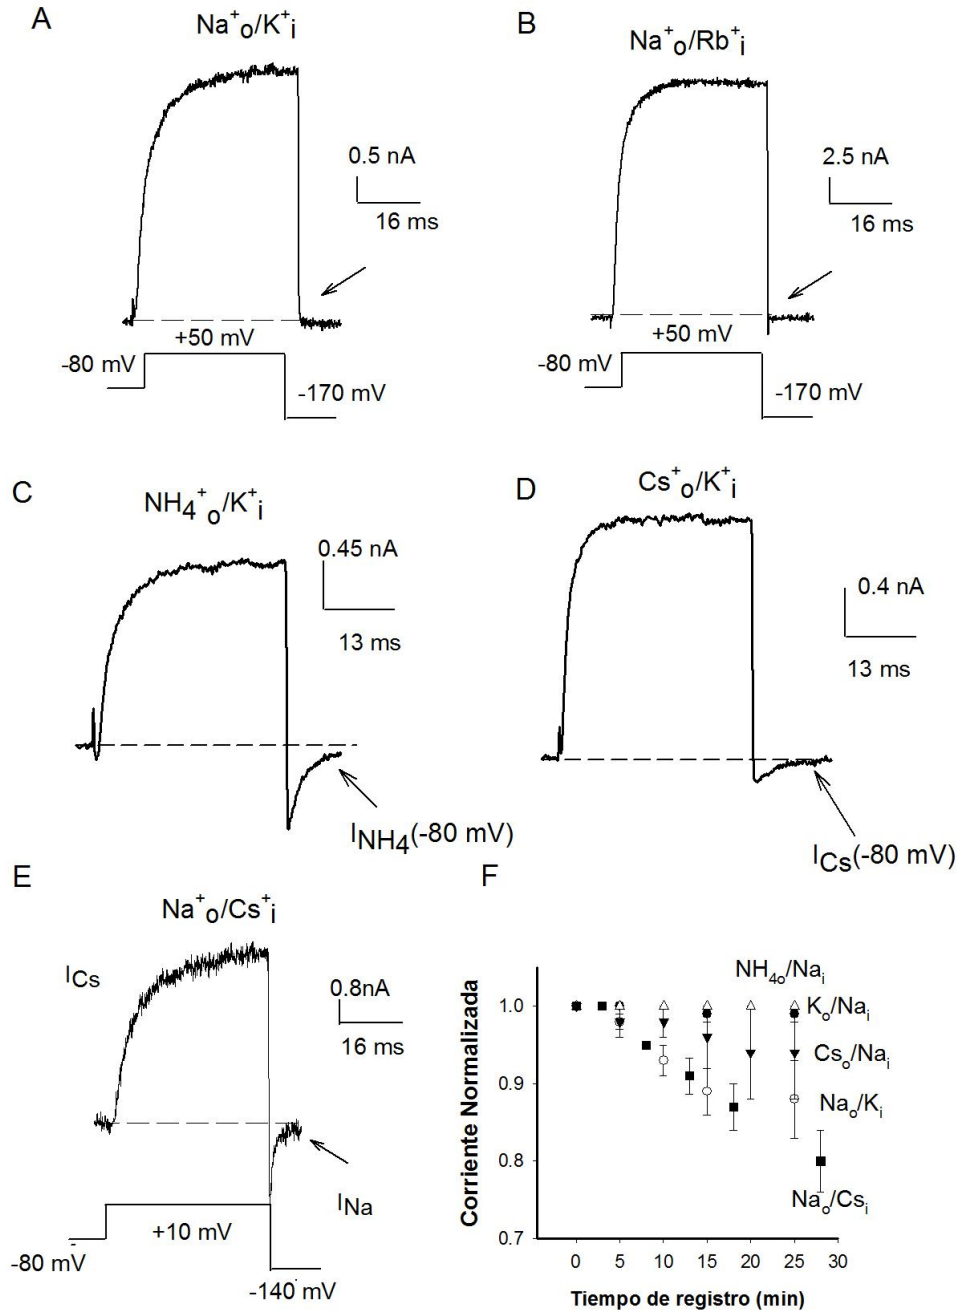 A
Na⁺o/K⁺i
0.5 nA
16 ms
+50 mV
-80 mV
-170 mV
B
Na⁺o/Rb⁺i
2.5 nA
16 ms
+50 mV
-80 mV
-170 mV
C
NH4⁺o/K⁺i
0.45 nA
13 ms
INH4(-80 mV)
D
Cs⁺o/K⁺i
0.4 nA
13 ms
ICs(-80 mV)
E
Na⁺o/Cs⁺i
ICs
0.8nA
16 ms
INa
+10 mV
-80 mV
-140 mV
F
NH4o/Nai
Ko/Nai
Cso/Nai
Nao/Ki
Nao/Csi
Corriente Normalizada
1.0
0.9
0.8
0.7
0 5 10 15 20 25 30
Tiempo de registro (min)